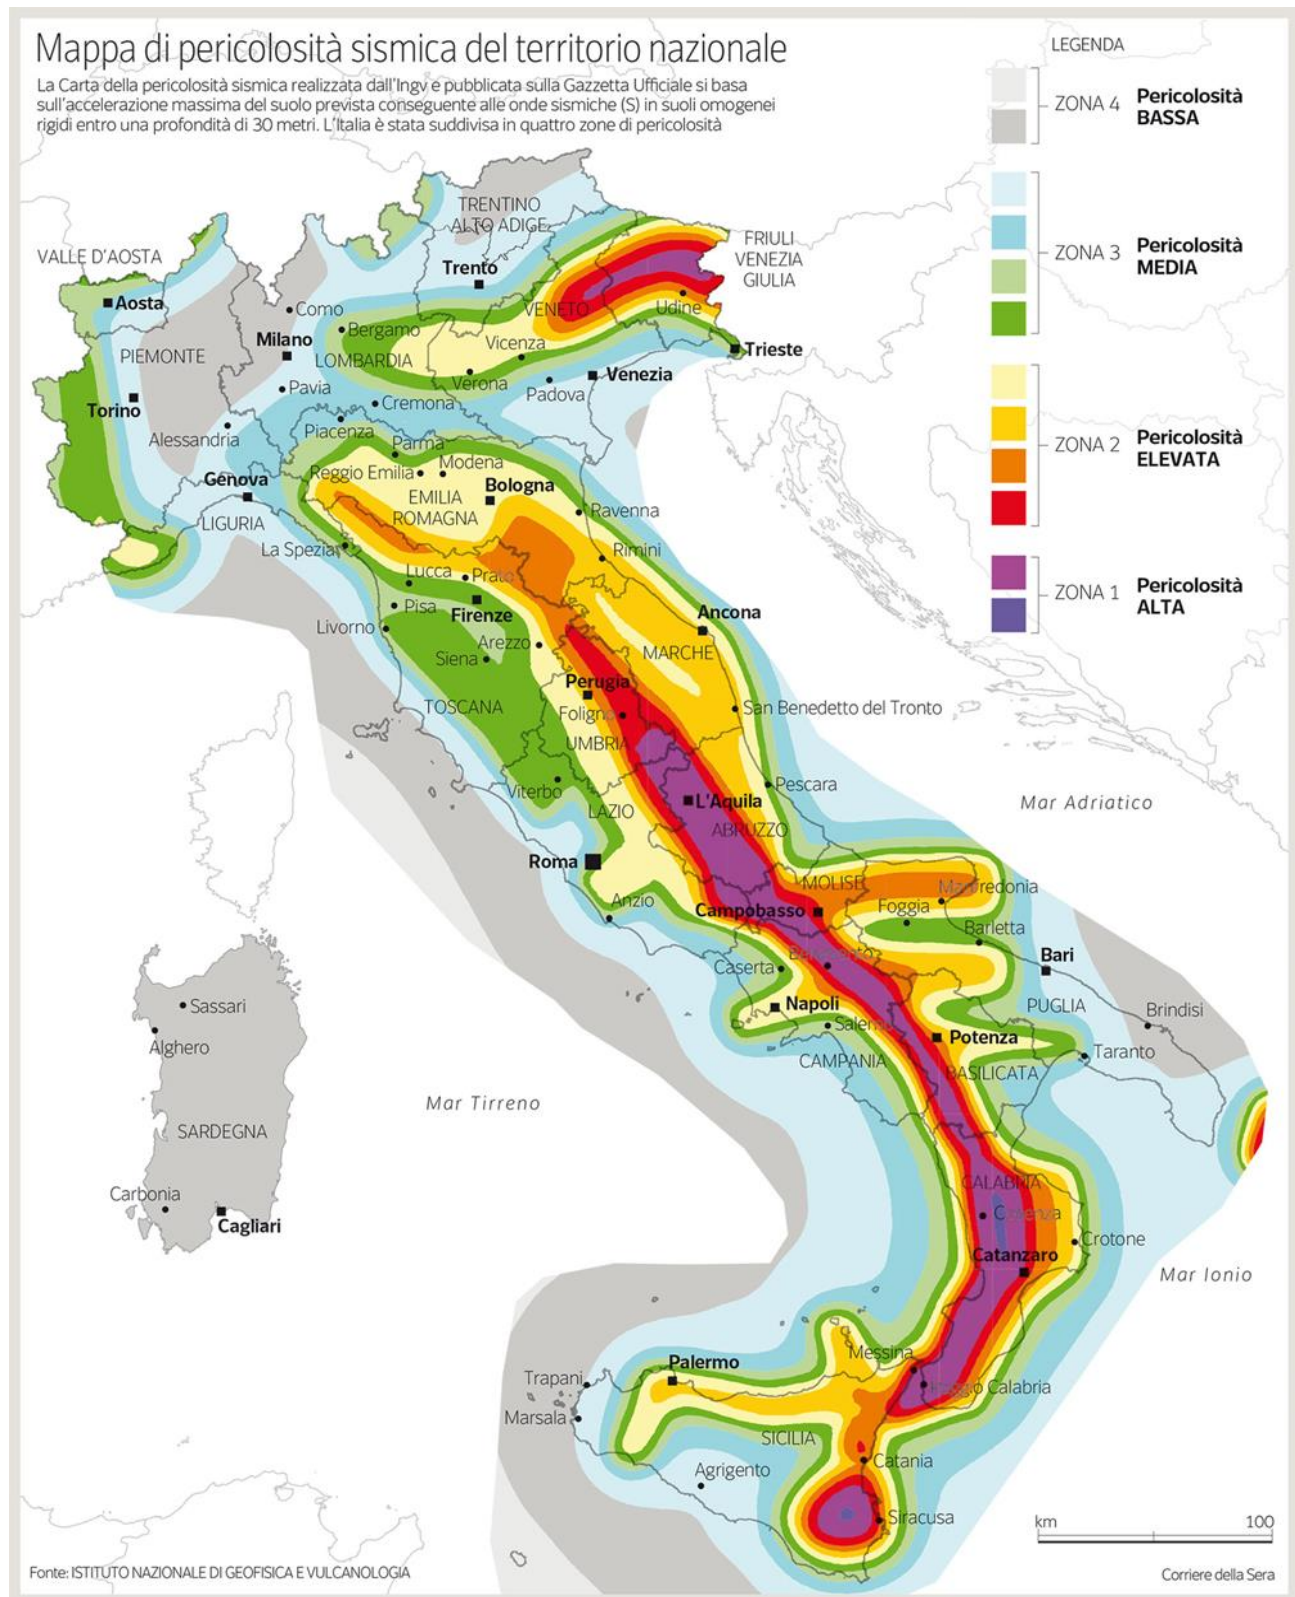 Mappa di pericolosità sismica del territorio nazionale
La Carta della pericolosità sismica realizzata dall'Ingv e pubblicata sulla Gazzetta Ufficiale si basa
sull'accelerazione massima del suolo prevista conseguente alle onde sismiche (S) in suoli omogenei
rigidi entro una profondità di 30 metri. L'Italia è stata suddivisa in quattro zone di pericolosità
LEGENDA
ZONA 4
Pericolosità
BASSA
ZONA 3
Pericolosità
MEDIA
ZONA 2
Pericolosità
ELEVATA
ZONA 1
Pericolosità
ALTA
TRENTINO
ALTO ADIGE
FRIULI
VENEZIA
GIULIA
VALLE D'AOSTA
Trento
Aosta
Como
VENETO
Udine
Bergamo
Milano
Vicenza
Trieste
PIEMONTE
LOMBARDIA
Venezia
Verona
Pavia
Padova
Torino
Cremona
Alessandria
Piacenza
Parma
Modena
Reggio Emilia
Genova
Bologna
EMILIA
ROMAGNA
Ravenna
LIGURIA
La Spezia
Rimini
Lucca
Prato
Pisa
Firenze
Ancona
Livorno
Arezzo
Siena
MARCHE
Perugia
TOSCANA
Foligno
San Benedetto del Tronto
UMBRIA
Viterbo
Pescara
LAZIO
L'Aquila
Mar Adriatico
ABRUZZO
Roma
MOLISE
Manfredonia
Anzio
Campobasso
Foggia
Barletta
Benevento
Bari
Caserta
Napoli
PUGLIA
Brindisi
Sassari
Salerno
Potenza
Alghero
Taranto
CAMPANIA
BASILICATA
Mar Tirreno
SARDEGNA
CALABRIA
Carbonia
Cagliari
Cosenza
Crotone
Catanzaro
Mar Ionio
Messina
Palermo
Trapani
Reggio Calabria
Marsala
SICILIA
Catania
Agrigento
Siracusa
km
100
Fonte: ISTITUTO NAZIONALE DI GEOFISICA E VULCANOLOGIA
Corriere della Sera